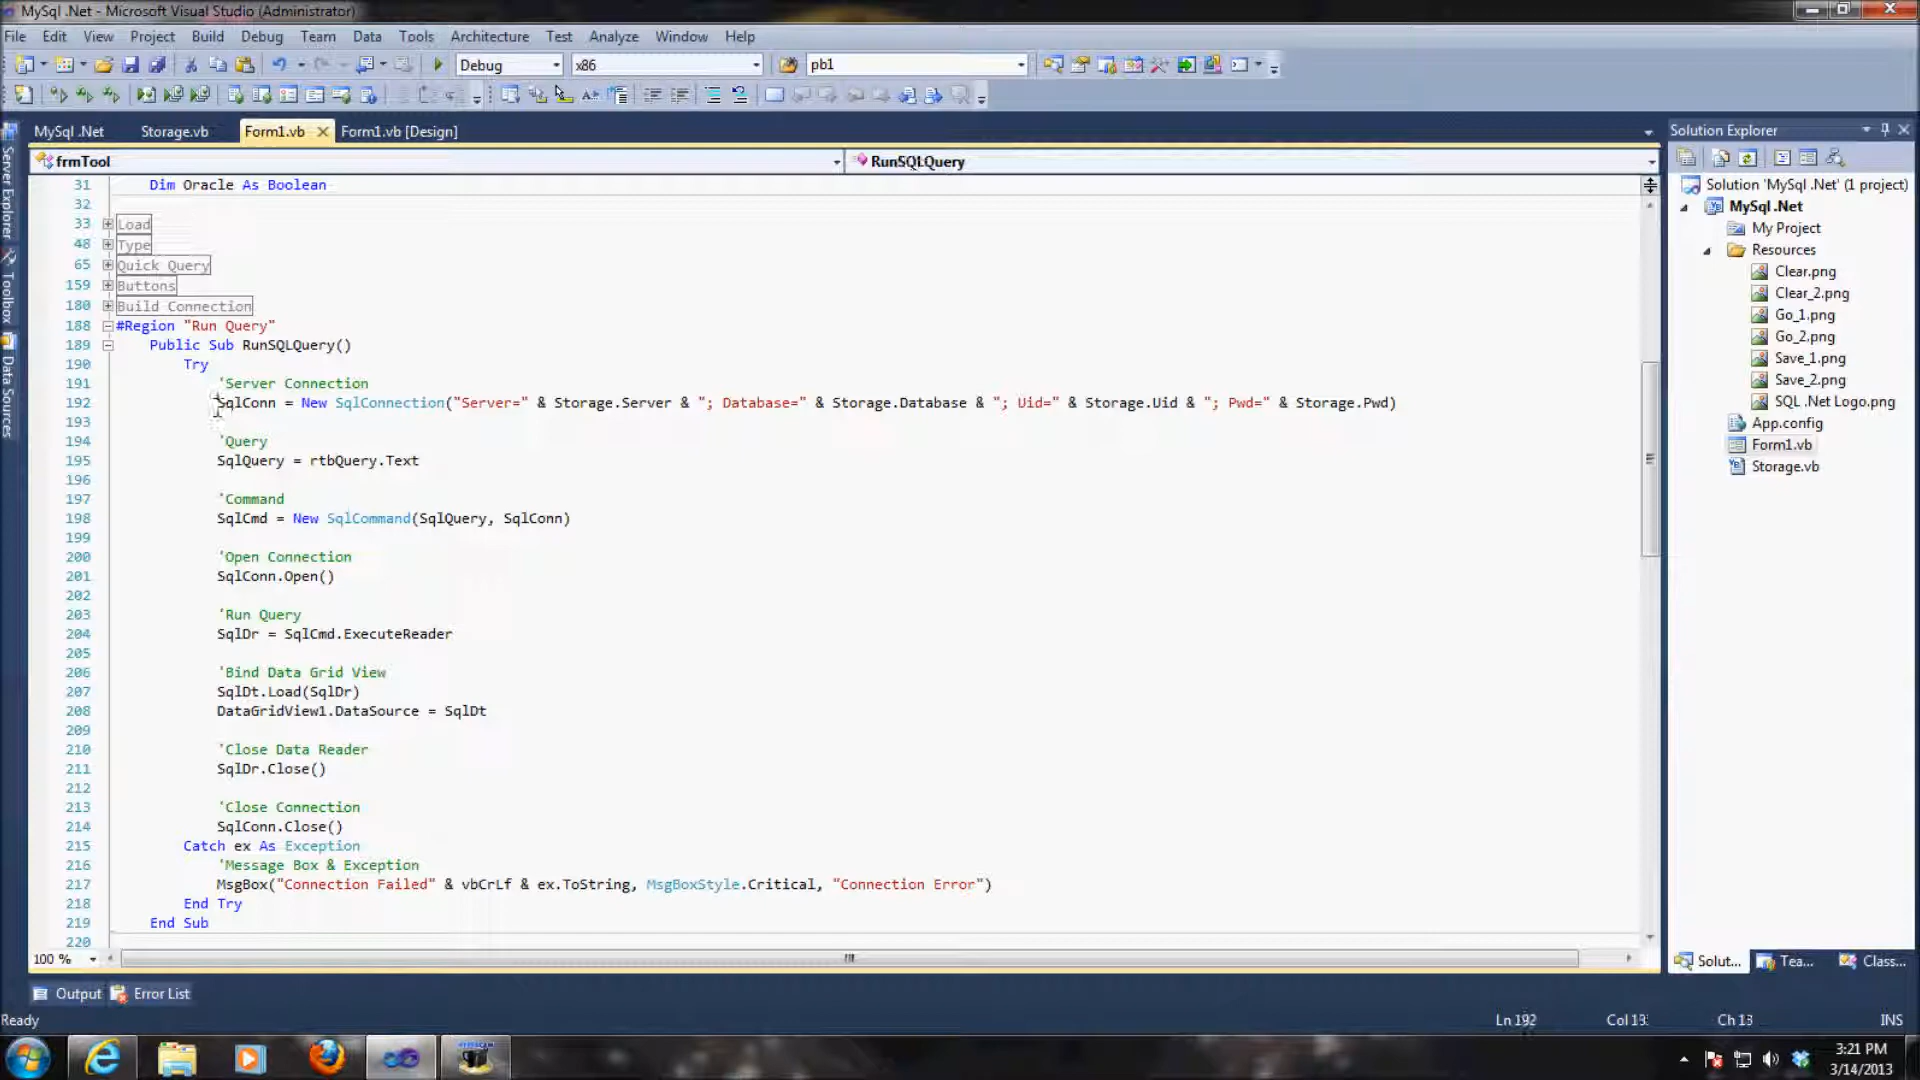 MySql .Net - Microsoft Visual Studio (Administrator)
File Edit View Project Build Debug Team Data Tools Architecture Test Analyze Window Help
Debug x86 pb1
MySql .Net Storage.vb Form1.vb Form1.vb [Design]
frmTool RunSQLQuery
31 Dim Oracle As Boolean
32
33 Load
48 Type
65 Quick Query
159 Buttons
180 Build Connection
188 #Region "Run Query"
189 Public Sub RunSQLQuery()
190 Try
191 'Server Connection
192 SqlConn = New SqlConnection("Server=" & Storage.Server & "; Database=" & Storage.Database & "; Uid=" & Storage.Uid & "; Pwd=" & Storage.Pwd)
193
194 'Query
195 SqlQuery = rtbQuery.Text
196
197 'Command
198 SqlCmd = New SqlCommand(SqlQuery, SqlConn)
199
200 'Open Connection
201 SqlConn.Open()
202
203 'Run Query
204 SqlDr = SqlCmd.ExecuteReader
205
206 'Bind Data Grid View
207 SqlDt.Load(SqlDr)
208 DataGridView1.DataSource = SqlDt
209
210 'Close Data Reader
211 SqlDr.Close()
212
213 'Close Connection
214 SqlConn.Close()
215 Catch ex As Exception
216 'Message Box & Exception
217 MsgBox("Connection Failed" & vbCrLf & ex.ToString, MsgBoxStyle.Critical, "Connection Error")
218 End Try
219 End Sub
220
100 %
Server Explorer
Toolbox
Data Sources
Solution Explorer
Solution 'MySql .Net' (1 project)
MySql .Net
My Project
Resources
Clear.png
Clear_2.png
Go_1.png
Go_2.png
Save_1.png
Save_2.png
SQL .Net Logo.png
App.config
Form1.vb
Storage.vb
Solut... Tea... Class...
Output Error List
Ready Ln 192 Col 13 Ch 13 INS
3:21 PM
3/14/2013